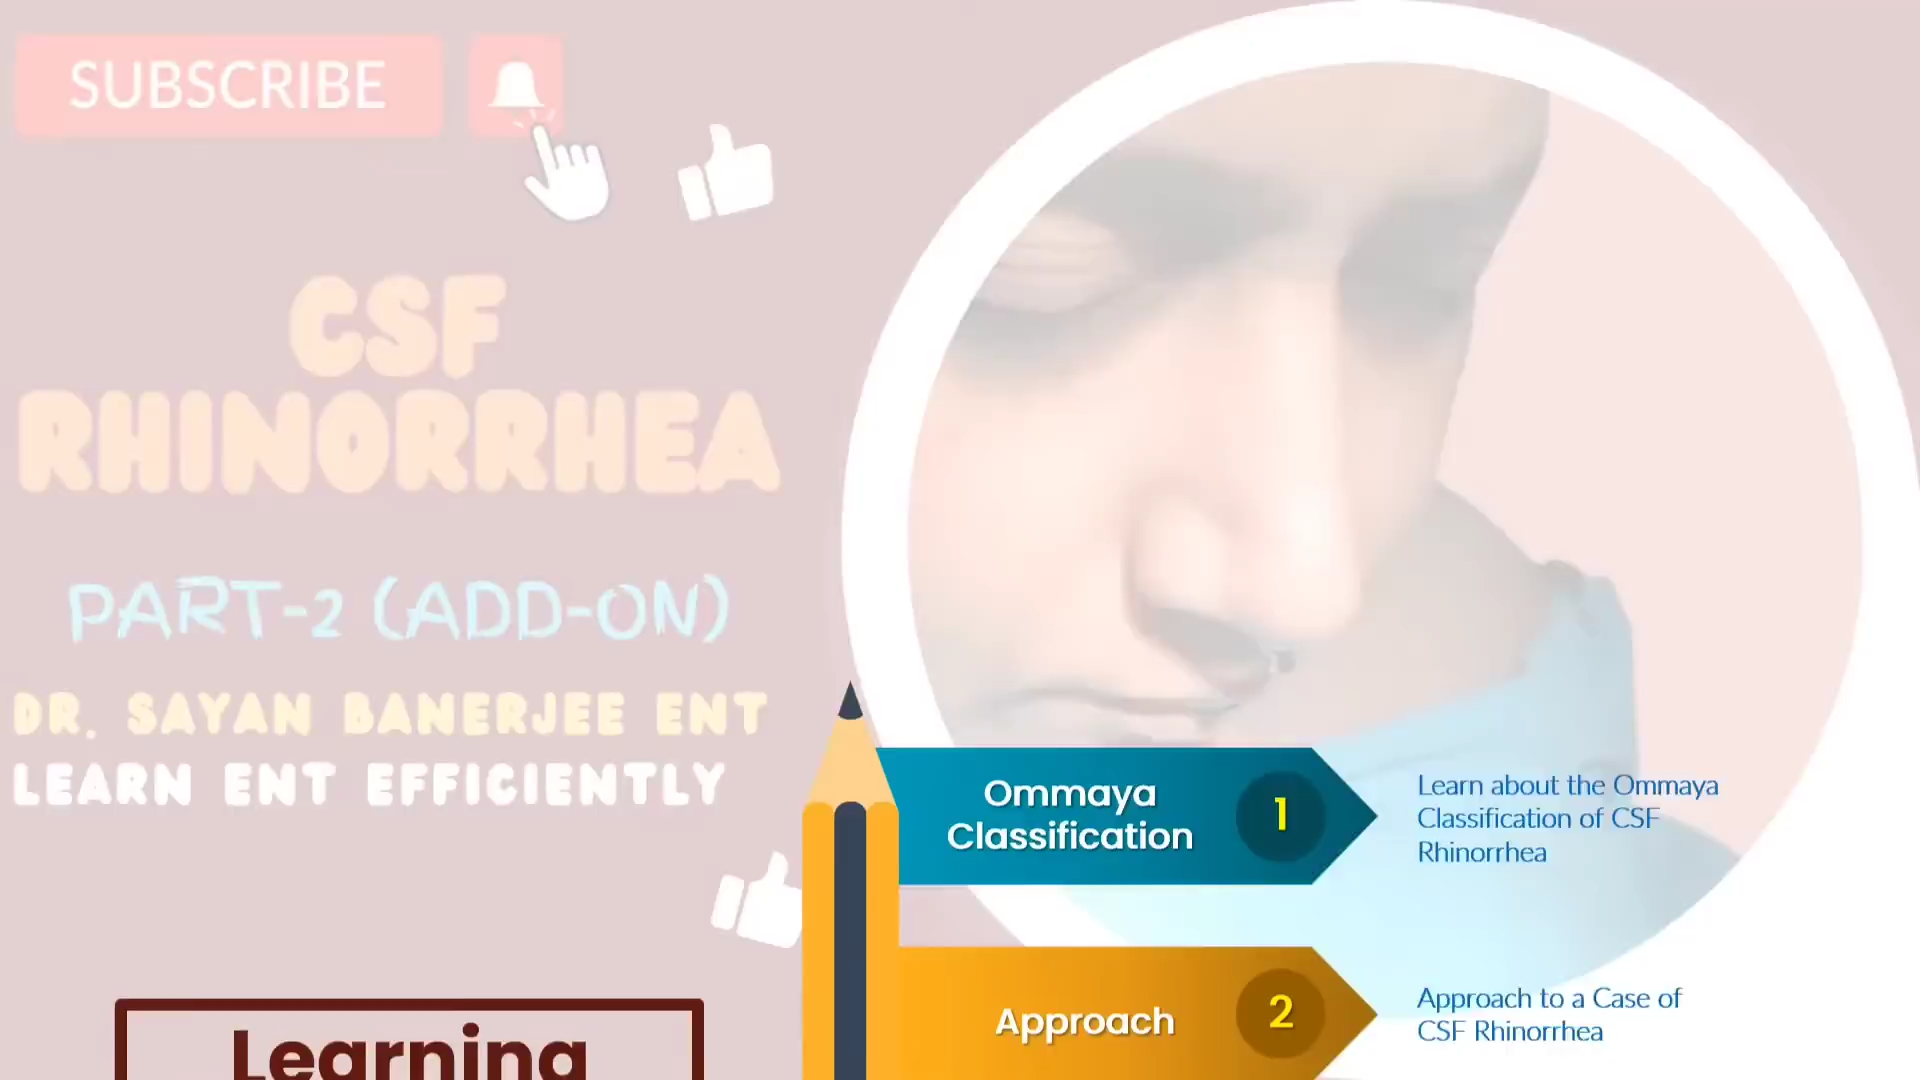 SUBSCRIBE
CSF
RHINORRHEA
PART-2 (ADD-ON)
DR. SAYAN BANERJEE ENT
LEARN ENT EFFICIENTLY
Ommaya
Classification
1
Learn about the Ommaya
Classification of CSF
Rhinorrhea
Approach
2
Approach to a Case of
CSF Rhinorrhea
Learning